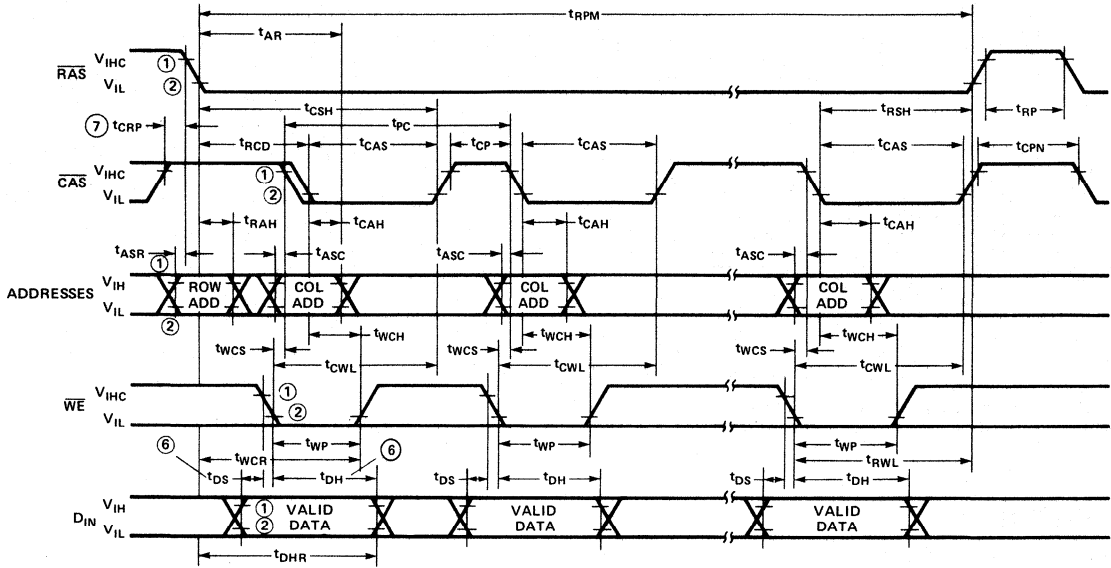 tRPM
tAR
RAS VIHC ① VIL ②
tCSH tRSH tRP
⑦ tCRP tPC
tRCD tCAS tCP tCAS tCAS tCPN
CAS VIHC ① VIL ②
tRAH tCAH tCAH tCAH
tASR tASC tASC tASC
ADDRESSES VIH ① VIL ②
ROW ADD COL ADD COL ADD COL ADD
tWCH tWCH tWCH
tWCS tWCS tWCS
tCWL tCWL tCWL
WE VIHC ① VIL ②
tWP tWP tWP
⑥ tWCR ⑥ tRWL
tDS tDH tDS tDH tDS tDH
DIN VIH ① VIL ②
VALID DATA VALID DATA VALID DATA
tDHR